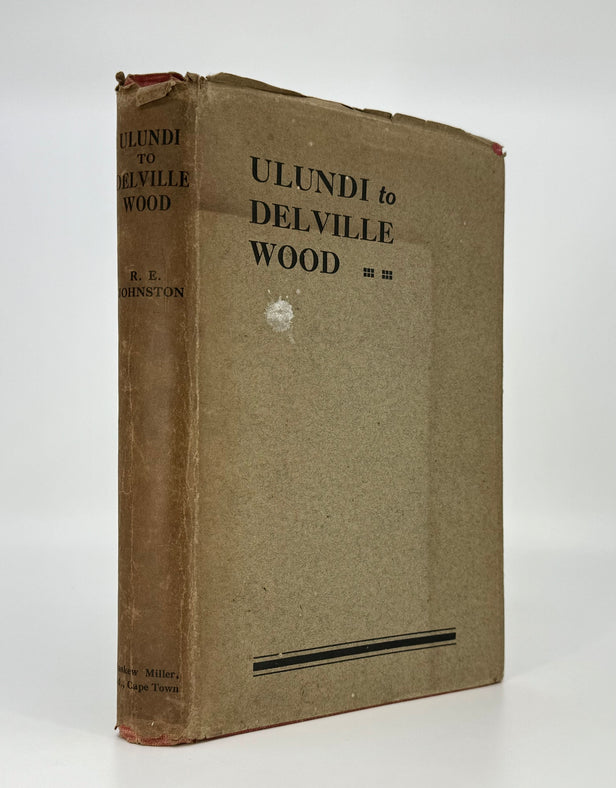 ULUNDI
TO
DELVILLE
WOOD
R. E.
JOHNSTON
Miller,
Cape Town
ULUNDI to
DELVILLE
WOOD